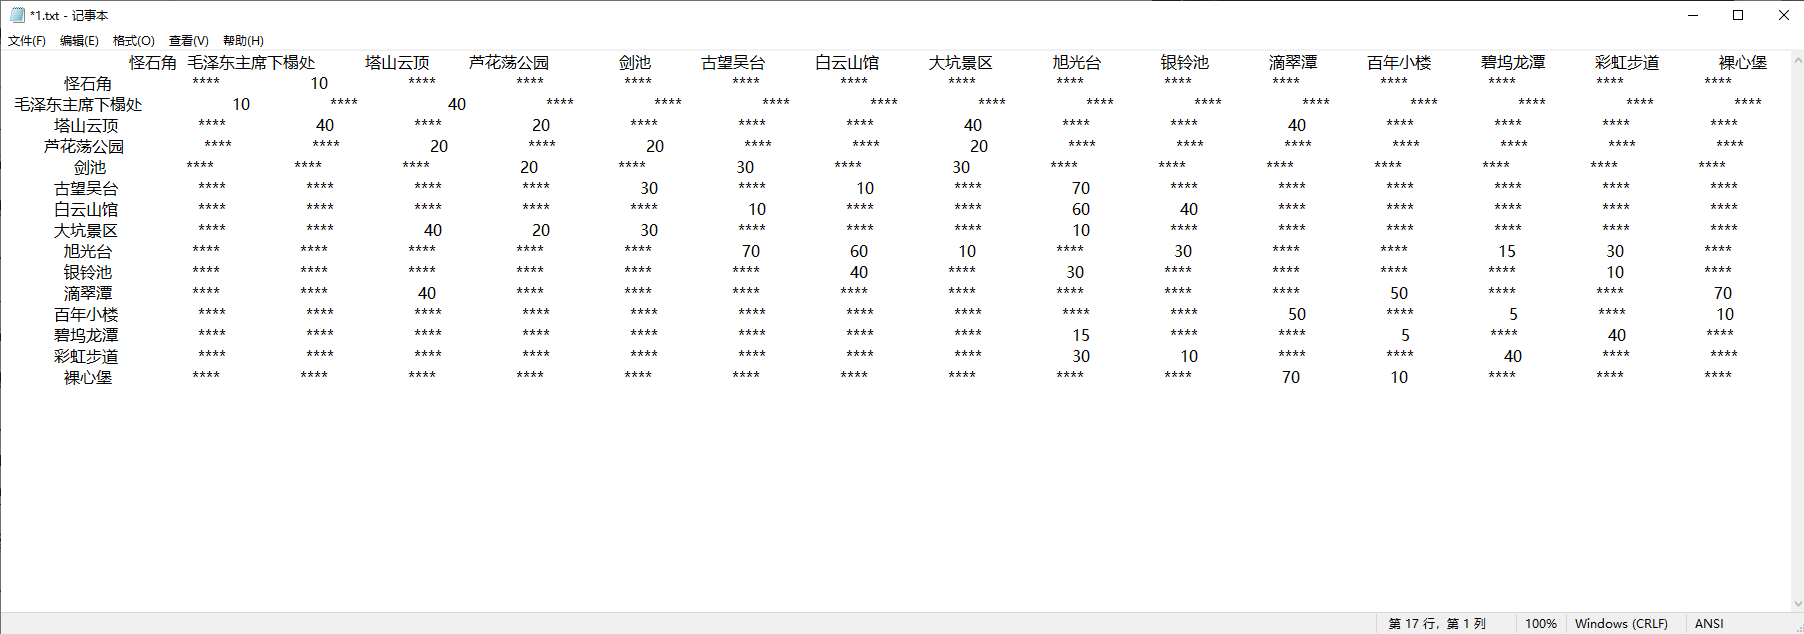 *1.txt - 记事本
文件(F) 编辑(E) 格式(O) 查看(V) 帮助(H)
怪石角 毛泽东主席下榻处 塔山云顶 芦花荡公园 剑池 古望吴台 白云山馆 大坑景区 旭光台 银铃池 滴翠潭 百年小楼 碧坞龙潭 彩虹步道 裸心堡
怪石角 **** 10 **** **** **** **** **** **** **** **** **** **** **** **** ****
毛泽东主席下榻处 10 **** 40 **** **** **** **** **** **** **** **** **** **** **** ****
塔山云顶 **** 40 **** 20 **** **** **** 40 **** **** 40 **** **** **** ****
芦花荡公园 **** **** 20 **** 20 **** **** 20 **** **** **** **** **** **** ****
剑池 **** **** **** 20 **** 30 **** 30 **** **** **** **** **** **** ****
古望吴台 **** **** **** **** 30 **** 10 **** 70 **** **** **** **** **** ****
白云山馆 **** **** **** **** **** 10 **** **** 60 40 **** **** **** **** ****
大坑景区 **** **** 40 20 30 **** **** **** 10 **** **** **** **** **** ****
旭光台 **** **** **** **** **** 70 60 10 **** 30 **** **** 15 30 ****
银铃池 **** **** **** **** **** **** 40 **** 30 **** **** **** **** 10 ****
滴翠潭 **** **** 40 **** **** **** **** **** **** **** **** 50 **** **** 70
百年小楼 **** **** **** **** **** **** **** **** **** **** 50 **** 5 **** 10
碧坞龙潭 **** **** **** **** **** **** **** **** 15 **** **** 5 **** 40 ****
彩虹步道 **** **** **** **** **** **** **** **** 30 10 **** **** 40 **** ****
裸心堡 **** **** **** **** **** **** **** **** **** **** 70 10 **** **** ****
第 17 行，第 1 列 100% Windows (CRLF) ANSI